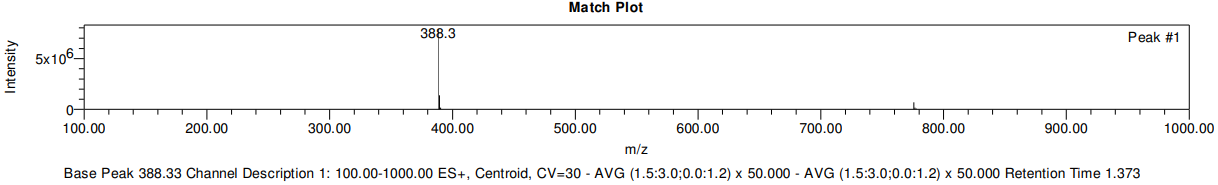 Match Plot
388.3
Peak #1
Intensity
5x10⁶
0
100.00 200.00 300.00 400.00 500.00 600.00 700.00 800.00 900.00 1000.00
m/z
Base Peak 388.33 Channel Description 1: 100.00-1000.00 ES+, Centroid, CV=30 - AVG (1.5:3.0;0.0:1.2) x 50.000 - AVG (1.5:3.0;0.0:1.2) x 50.000 Retention Time 1.373